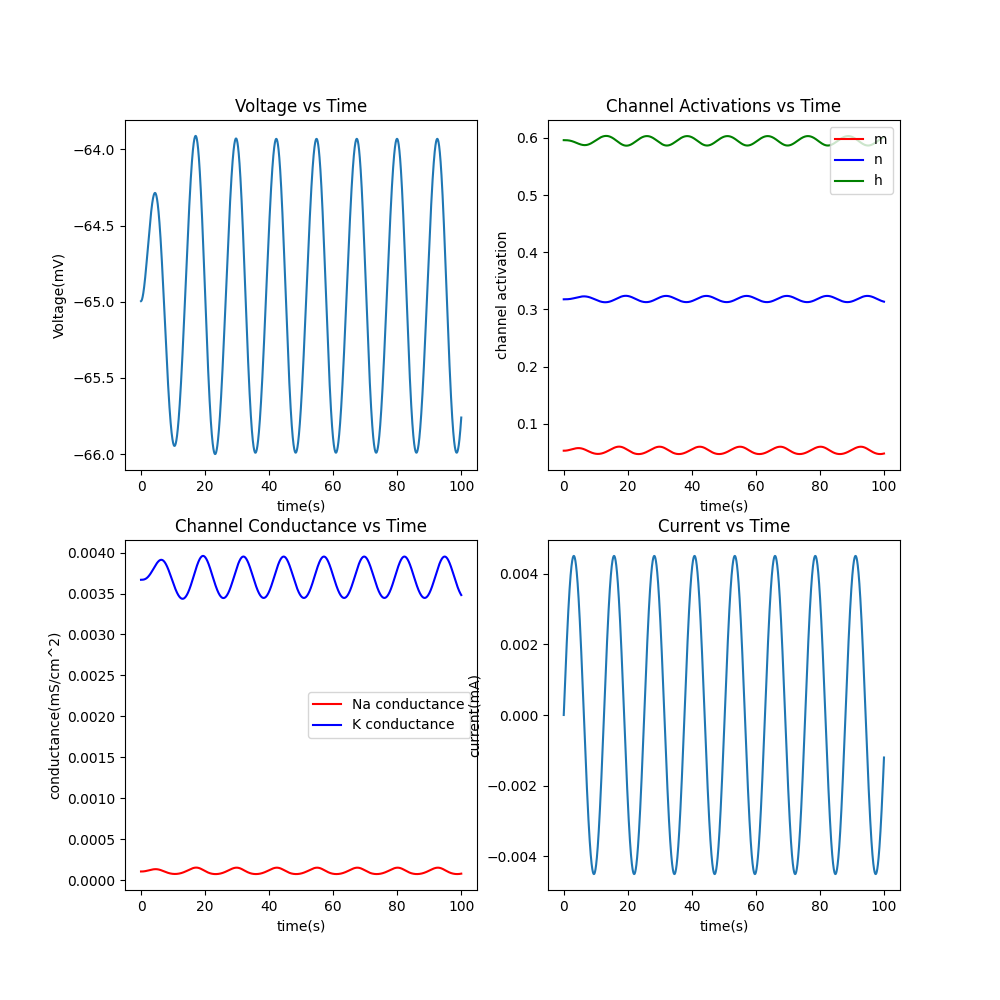 Voltage vs Time
Voltage(mV)
−64.0
−64.5
−65.0
−65.5
−66.0
0 20 40 60 80 100
time(s)
Channel Activations vs Time
channel activation
0.6
0.5
0.4
0.3
0.2
0.1
m
n
h
0 20 40 60 80 100
time(s)
Channel Conductance vs Time
conductance(mS/cm^2)
0.0040
0.0035
0.0030
0.0025
0.0020
0.0015
0.0010
0.0005
0.0000
Na conductance
K conductance
0 20 40 60 80 100
time(s)
Current vs Time
current(mA)
0.004
0.002
0.000
−0.002
−0.004
0 20 40 60 80 100
time(s)